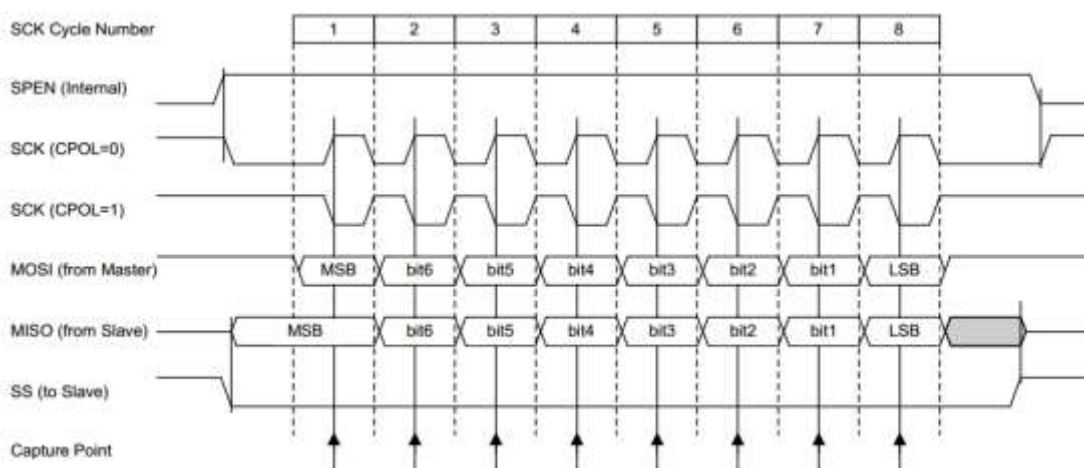 SCK Cycle Number 1 2 3 4 5 6 7 8
SPEN (Internal)
SCK (CPOL=0)
SCK (CPOL=1)
MOSI (from Master) MSB bit6 bit5 bit4 bit3 bit2 bit1 LSB
MISO (from Slave) MSB bit6 bit5 bit4 bit3 bit2 bit1 LSB
SS (to Slave)
Capture Point